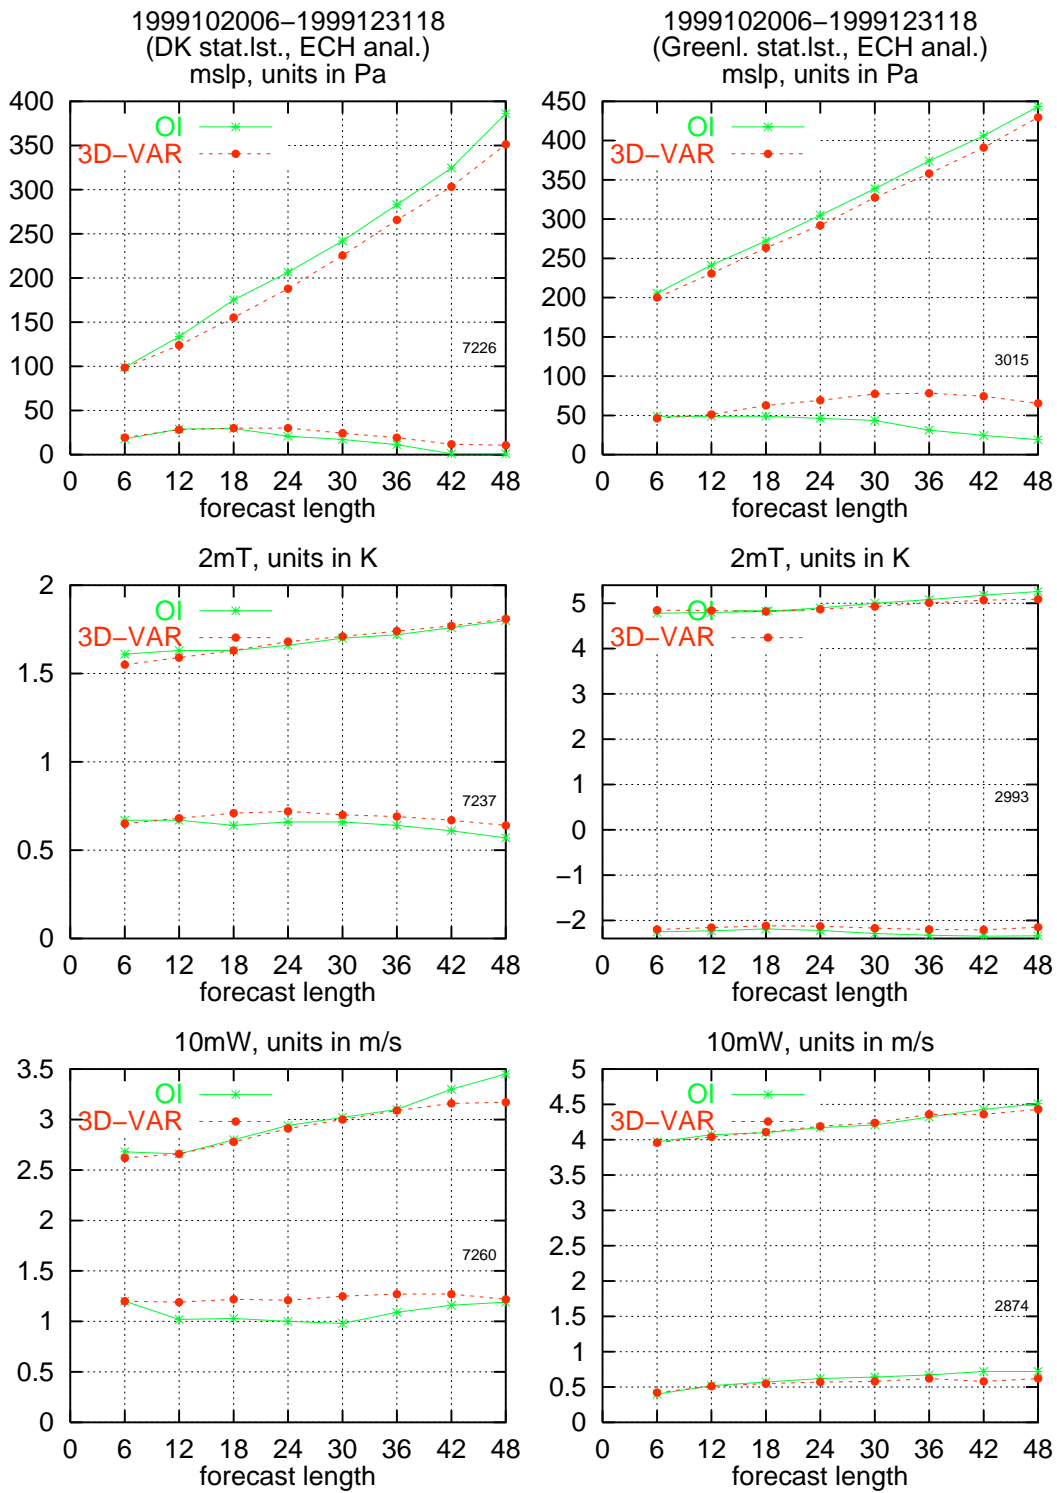 1999102006–1999123118
(DK stat.lst., ECH anal.)
mslp, units in Pa
400
350
300
250
200
150
100
50
0
OI
3D–VAR
7226
0 6 12 18 24 30 36 42 48
forecast length
1999102006–1999123118
(Greenl. stat.lst., ECH anal.)
mslp, units in Pa
450
400
350
300
250
200
150
100
50
0
OI
3D–VAR
3015
0 6 12 18 24 30 36 42 48
forecast length
2mT, units in K
2
1.5
1
0.5
0
OI
3D–VAR
7237
0 6 12 18 24 30 36 42 48
forecast length
2mT, units in K
5
4
3
2
1
0
–1
–2
OI
3D–VAR
2993
0 6 12 18 24 30 36 42 48
forecast length
10mW, units in m/s
3.5
3
2.5
2
1.5
1
0.5
0
OI
3D–VAR
7260
0 6 12 18 24 30 36 42 48
forecast length
10mW, units in m/s
5
4.5
4
3.5
3
2.5
2
1.5
1
0.5
0
OI
3D–VAR
2874
0 6 12 18 24 30 36 42 48
forecast length